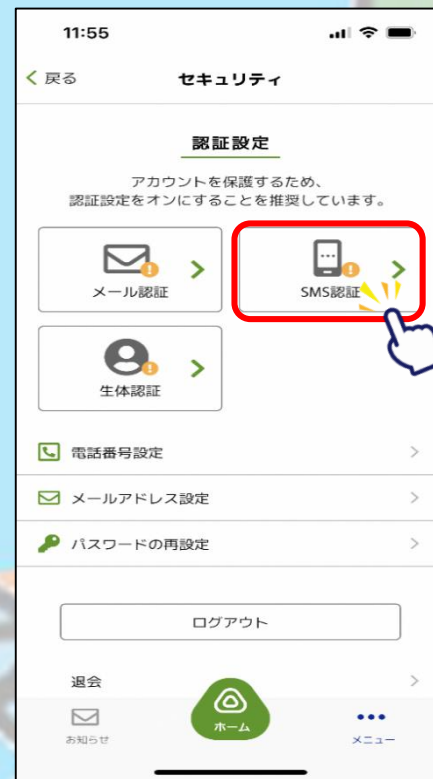 11:55
戻る
セキュリティ
認証設定
アカウントを保護するため、
認証設定をオンにすることを推奨しています。
メール認証
SMS認証
生体認証
電話番号設定
メールアドレス設定
パスワードの再設定
ログアウト
退会
お知らせ
ホーム
メニュー